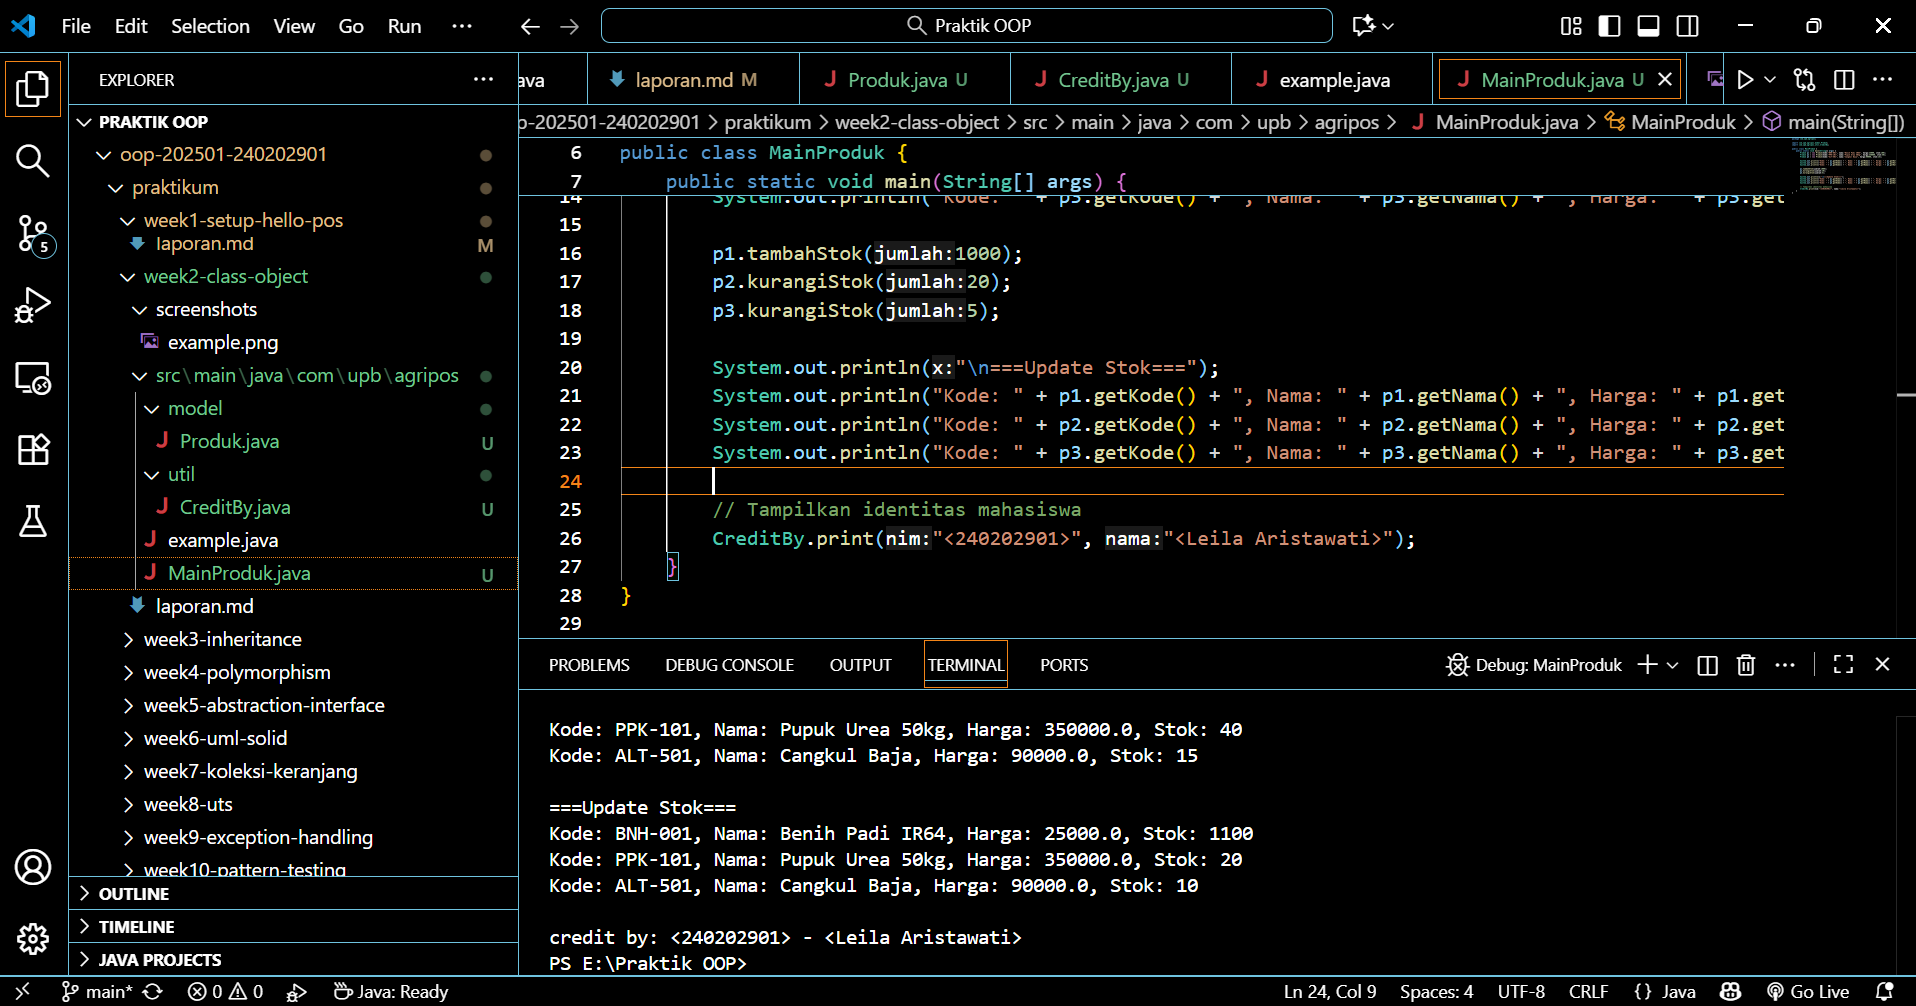 File Edit Selection View Go Run ··· Praktik OOP
EXPLORER ···
ava laporan.md M Produk.java U CreditBy.java U example.java MainProduk.java U
p-202501-240202901 > praktikum > week2-class-object > src > main > java > com > upb > agripos > MainProduk.java > MainProduk > main(String[])
PRAKTIK OOP
oop-202501-240202901
praktikum
week1-setup-hello-pos
laporan.md M
week2-class-object
screenshots
example.png
src\main\java\com\upb\agripos
model
Produk.java U
util
CreditBy.java U
example.java
MainProduk.java U
laporan.md
week3-inheritance
week4-polymorphism
week5-abstraction-interface
week6-uml-solid
week7-koleksi-keranjang
week8-uts
week9-exception-handling
week10-pattern-testing
OUTLINE
TIMELINE
JAVA PROJECTS
5
6 public class MainProduk {
7 public static void main(String[] args) {
14 System.out.println("Kode: " + p3.getKode() + ", Nama: " + p3.getNama() + ", Harga: " + p3.get
15
16 p1.tambahStok(jumlah:1000);
17 p2.kurangiStok(jumlah:20);
18 p3.kurangiStok(jumlah:5);
19
20 System.out.println(x:"\n===Update Stok===");
21 System.out.println("Kode: " + p1.getKode() + ", Nama: " + p1.getNama() + ", Harga: " + p1.get
22 System.out.println("Kode: " + p2.getKode() + ", Nama: " + p2.getNama() + ", Harga: " + p2.get
23 System.out.println("Kode: " + p3.getKode() + ", Nama: " + p3.getNama() + ", Harga: " + p3.get
24
25 // Tampilkan identitas mahasiswa
26 CreditBy.print(nim:"<240202901>", nama:"<Leila Aristawati>");
27 }
28 }
29
PROBLEMS DEBUG CONSOLE OUTPUT TERMINAL PORTS Debug: MainProduk
Kode: PPK-101, Nama: Pupuk Urea 50kg, Harga: 350000.0, Stok: 40
Kode: ALT-501, Nama: Cangkul Baja, Harga: 90000.0, Stok: 15
===Update Stok===
Kode: BNH-001, Nama: Benih Padi IR64, Harga: 25000.0, Stok: 1100
Kode: PPK-101, Nama: Pupuk Urea 50kg, Harga: 350000.0, Stok: 20
Kode: ALT-501, Nama: Cangkul Baja, Harga: 90000.0, Stok: 10
credit by: <240202901> - <Leila Aristawati>
PS E:\Praktik OOP>
main* 0 0 Java: Ready Ln 24, Col 9 Spaces: 4 UTF-8 CRLF {} Java Go Live